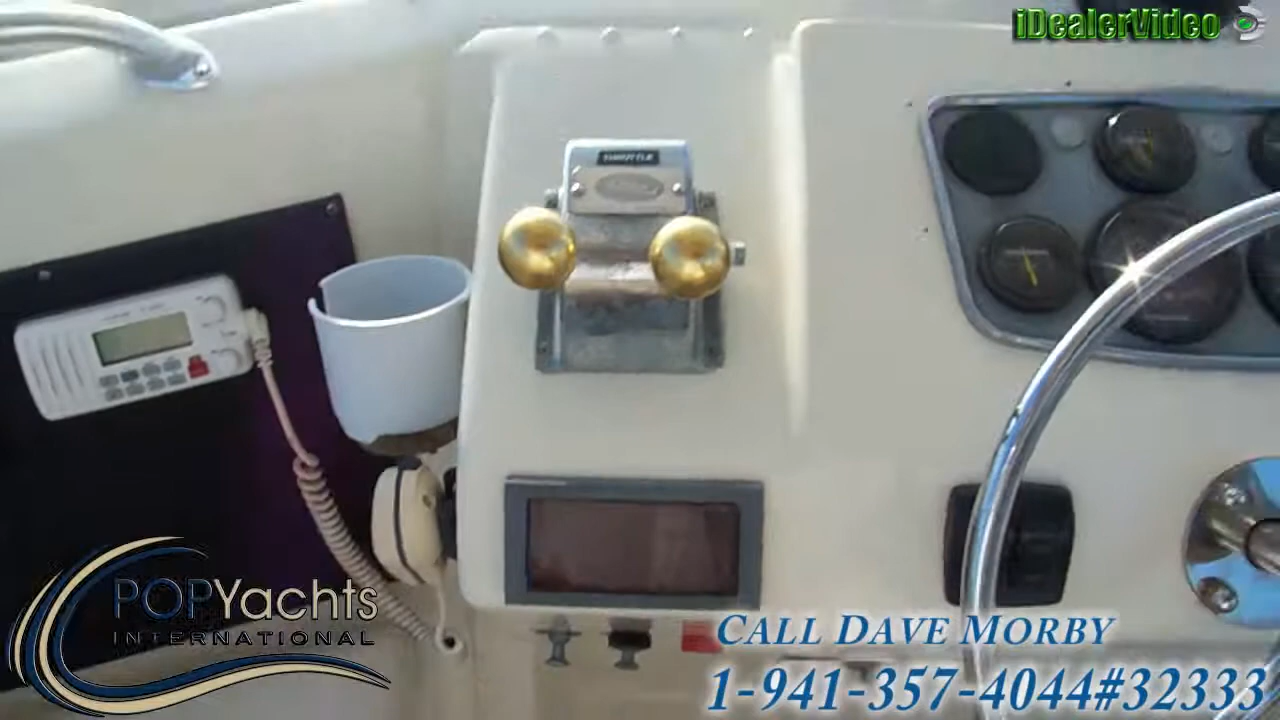 iDealerVideo
THROTTLE
POPYachts
INTERNATIONAL
CALL DAVE MORBY
1-941-357-4044#32333